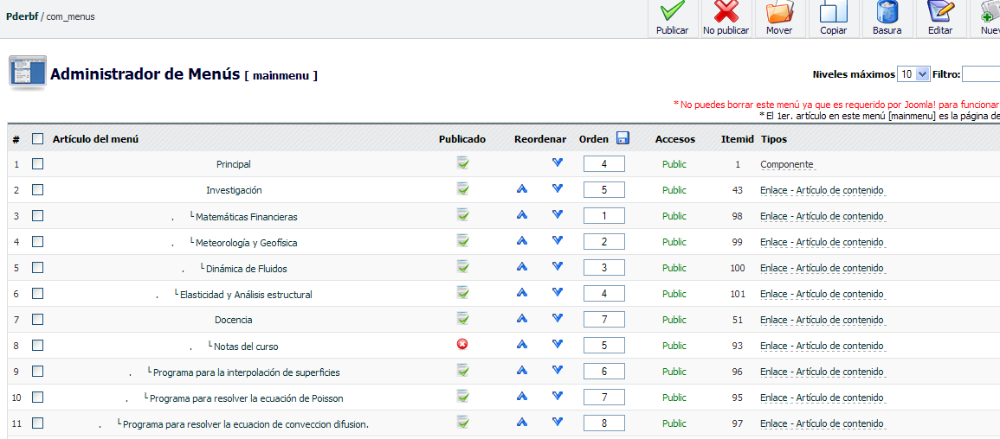 Pderbf / com_menus
Publicar No publicar Mover Copiar Basura Editar Nuev
Administrador de Menús [ mainmenu ]
Niveles máximos 10 Filtro:
* No puedes borrar este menú ya que es requerido por Joomla! para funcionar
* El 1er. artículo en este menú [mainmenu] es la página de
# Artículo del menú Publicado Reordenar Orden Accesos Itemid Tipos
1 Principal 4 Public 1 Componente
2 Investigación 5 Public 43 Enlace - Artículo de contenido
3 . └ Matemáticas Financieras 1 Public 98 Enlace - Artículo de contenido
4 . └ Meteorología y Geofísica 2 Public 99 Enlace - Artículo de contenido
5 . └ Dinámica de Fluidos 3 Public 100 Enlace - Artículo de contenido
6 . └ Elasticidad y Análisis estructural 4 Public 101 Enlace - Artículo de contenido
7 Docencia 7 Public 51 Enlace - Artículo de contenido
8 . └ Notas del curso 5 Public 93 Enlace - Artículo de contenido
9 . └ Programa para la interpolación de superficies 6 Public 96 Enlace - Artículo de contenido
10 . └ Programa para resolver la ecuación de Poisson 7 Public 95 Enlace - Artículo de contenido
11 . └ Programa para resolver la ecuacion de conveccion difusion. 8 Public 97 Enlace - Artículo de contenido